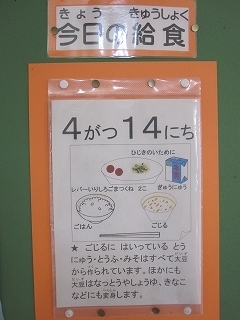 きょう きゅうしょく
今日の給食
4がつ14にち
ひじきのいために
レバーいりしろごまつくね 2こ ぎゅうにゅう
ごはん ごじる
★ ごじるに はいっている とう
にゅう・とうふ・みそはすべて大豆
から作られています。ほかにも
大豆はなっとうやしょうゆ、きなこ
などにも変身します。